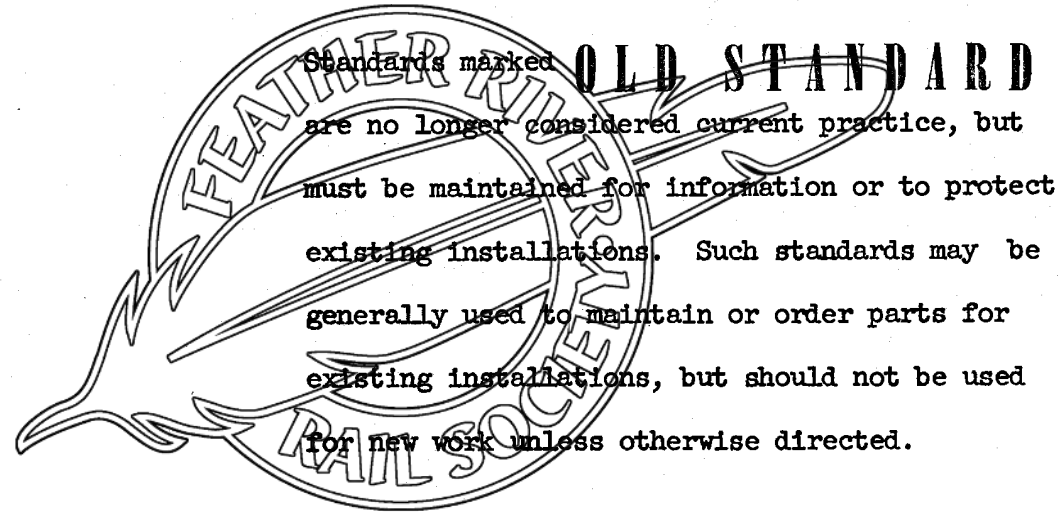 Standards marked OLD STANDARD
are no longer considered current practice, but
must be maintained for information or to protect
existing installations. Such standards may be
generally used to maintain or order parts for
existing installations, but should not be used
for new work unless otherwise directed.
FEATHER RIVER
RAIL SOCIETY